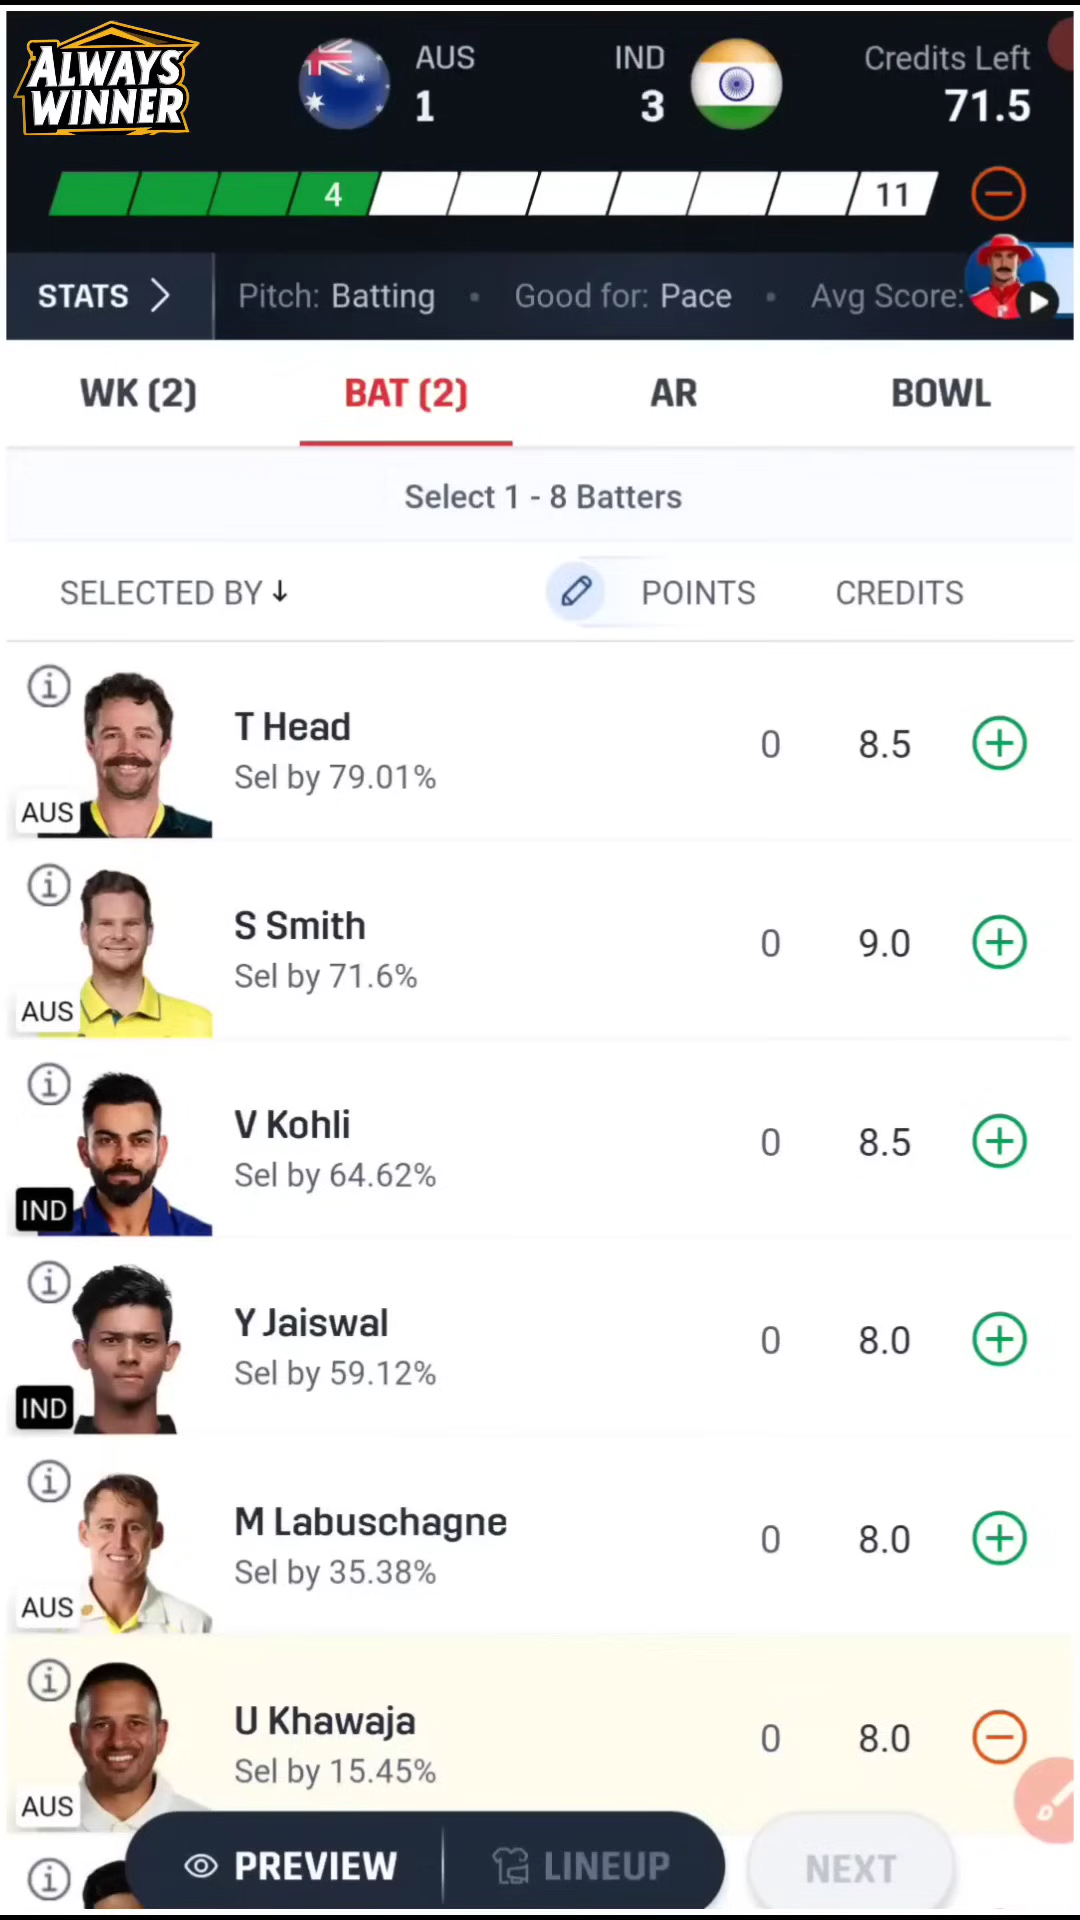 ALWAYS
WINNER
AUS
1
IND
3
Credits Left
71.5
4
11
STATS
Pitch: Batting • Good for: Pace • Avg Score:
WK (2)
BAT (2)
AR
BOWL
Select 1 - 8 Batters
SELECTED BY ↓
POINTS
CREDITS
T Head
Sel by 79.01%
AUS
0
8.5
S Smith
Sel by 71.6%
AUS
0
9.0
V Kohli
Sel by 64.62%
IND
0
8.5
Y Jaiswal
Sel by 59.12%
IND
0
8.0
M Labuschagne
Sel by 35.38%
AUS
0
8.0
U Khawaja
Sel by 15.45%
AUS
0
8.0
PREVIEW
LINEUP
NEXT